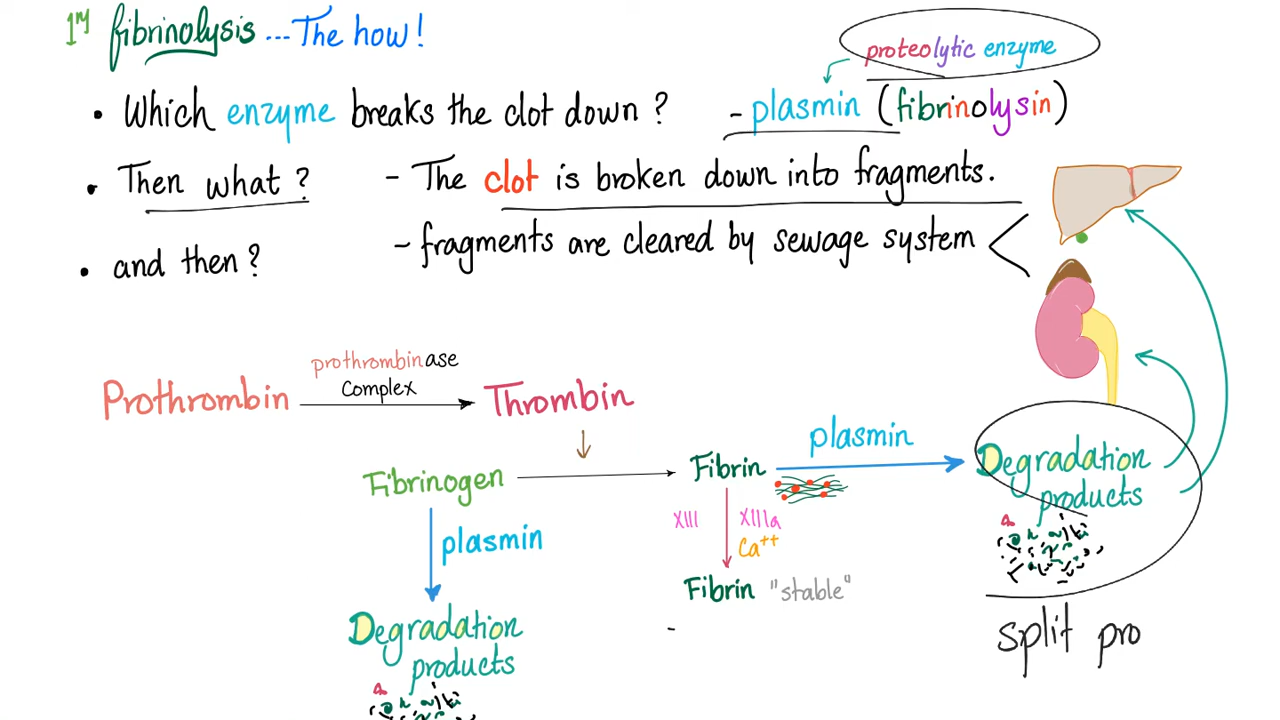 1ry fibrinolysis ... The how!
proteolytic enzyme
• Which enzyme breaks the clot down? - plasmin (fibrinolysin)
• Then what? - The clot is broken down into fragments.
- fragments are cleared by sewage system
• and then?
prothrombinase
Complex
Prothrombin Thrombin
plasmin
Fibrinogen Fibrin
Degradation
products
XIII XIIIa
Ca++
plasmin
Fibrin "stable"
Degradation
products
split pro